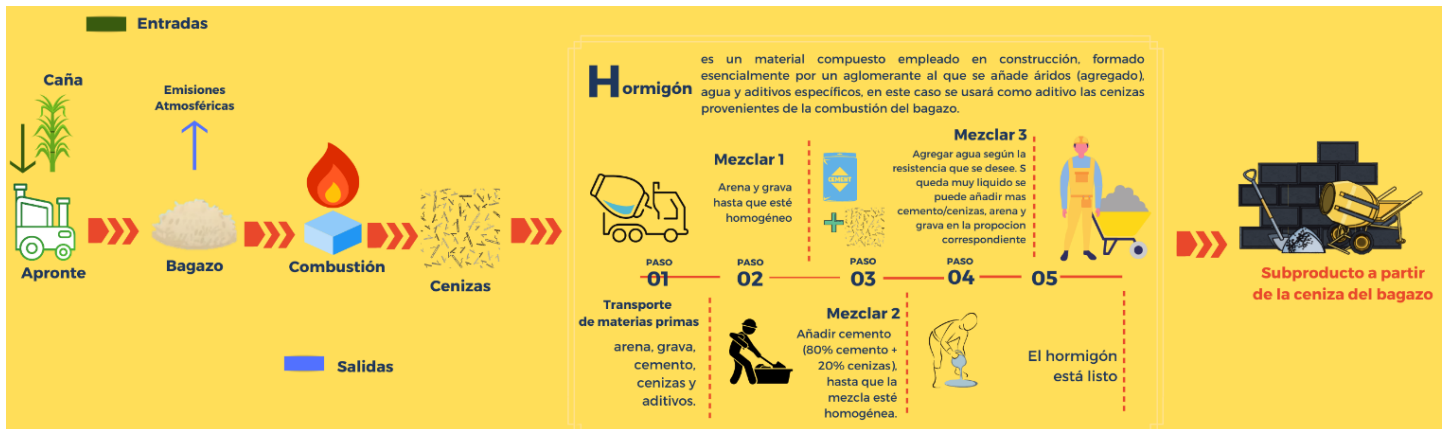 Entradas
Caña
Apronte
Emisiones
Atmosféricas
Bagazo
Combustión
Cenizas
Salidas
Hormigón
es un material compuesto empleado en construcción, formado
esencialmente por un aglomerante al que se añade áridos (agregado),
agua y aditivos específicos, en este caso se usará como aditivo las cenizas
provenientes de la combustión del bagazo.
PASO
01
Transporte
de materias primas
arena, grava,
cemento,
cenizas y
aditivos.
Mezclar 1
Arena y grava
hasta que esté
homogéneo
PASO
02
CEMENT
PASO
03
Mezclar 2
Añadir cemento
(80% cemento +
20% cenizas),
hasta que la
mezcla esté
homogénea.
Mezclar 3
Agregar agua según la
resistencia que se desee. S
queda muy liquido se
puede añadir mas
cemento/cenizas, arena y
grava en la propocion
correspondiente
PASO
04
05
El hormigón
está listo
Subproducto a partir
de la ceniza del bagazo